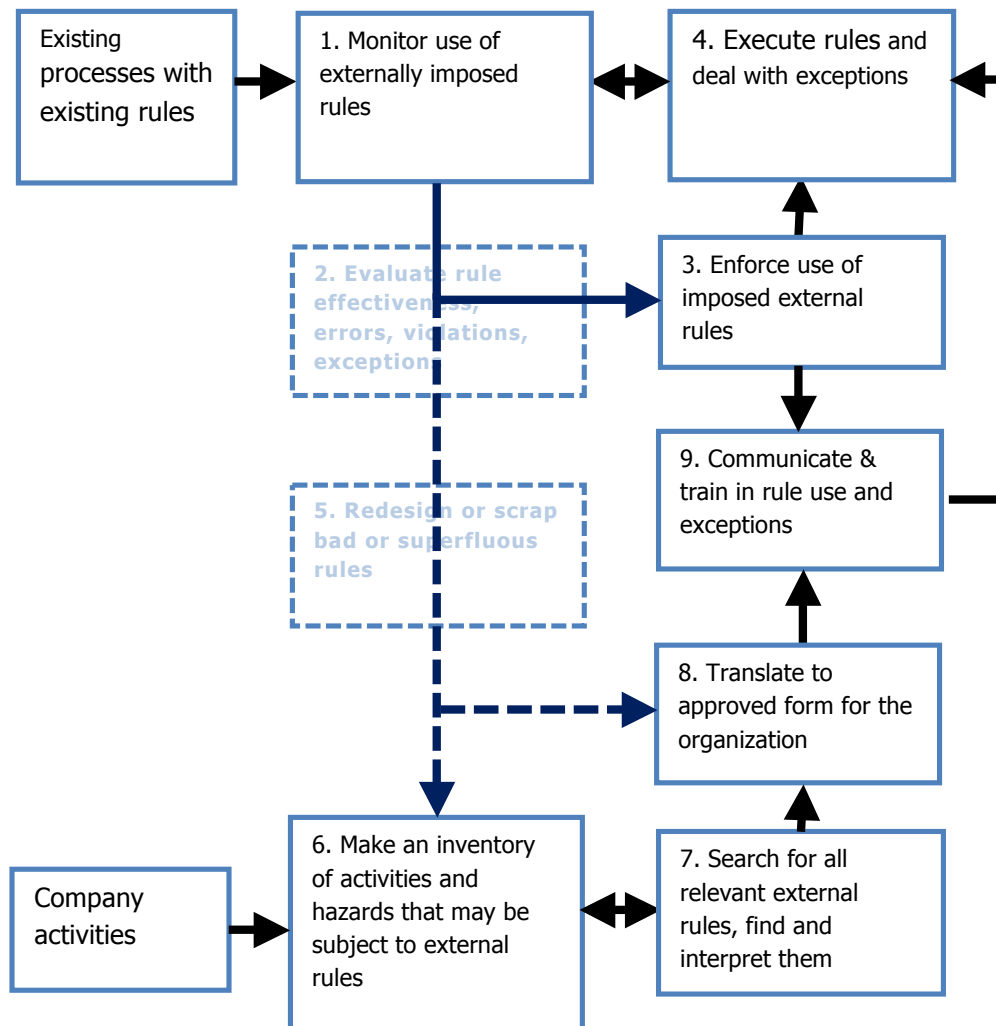 Existing
processes with
existing rules
1. Monitor use of
externally imposed
rules
4. Execute rules and
deal with exceptions
2. Evaluate rule
effectiveness,
errors, violations,
exceptions
3. Enforce use of
imposed external
rules
9. Communicate &
train in rule use and
exceptions
5. Redesign or scrap
bad or superfluous
rules
8. Translate to
approved form for the
organization
6. Make an inventory
of activities and
hazards that may be
subject to external
rules
7. Search for all
relevant external
rules, find and
interpret them
Company
activities